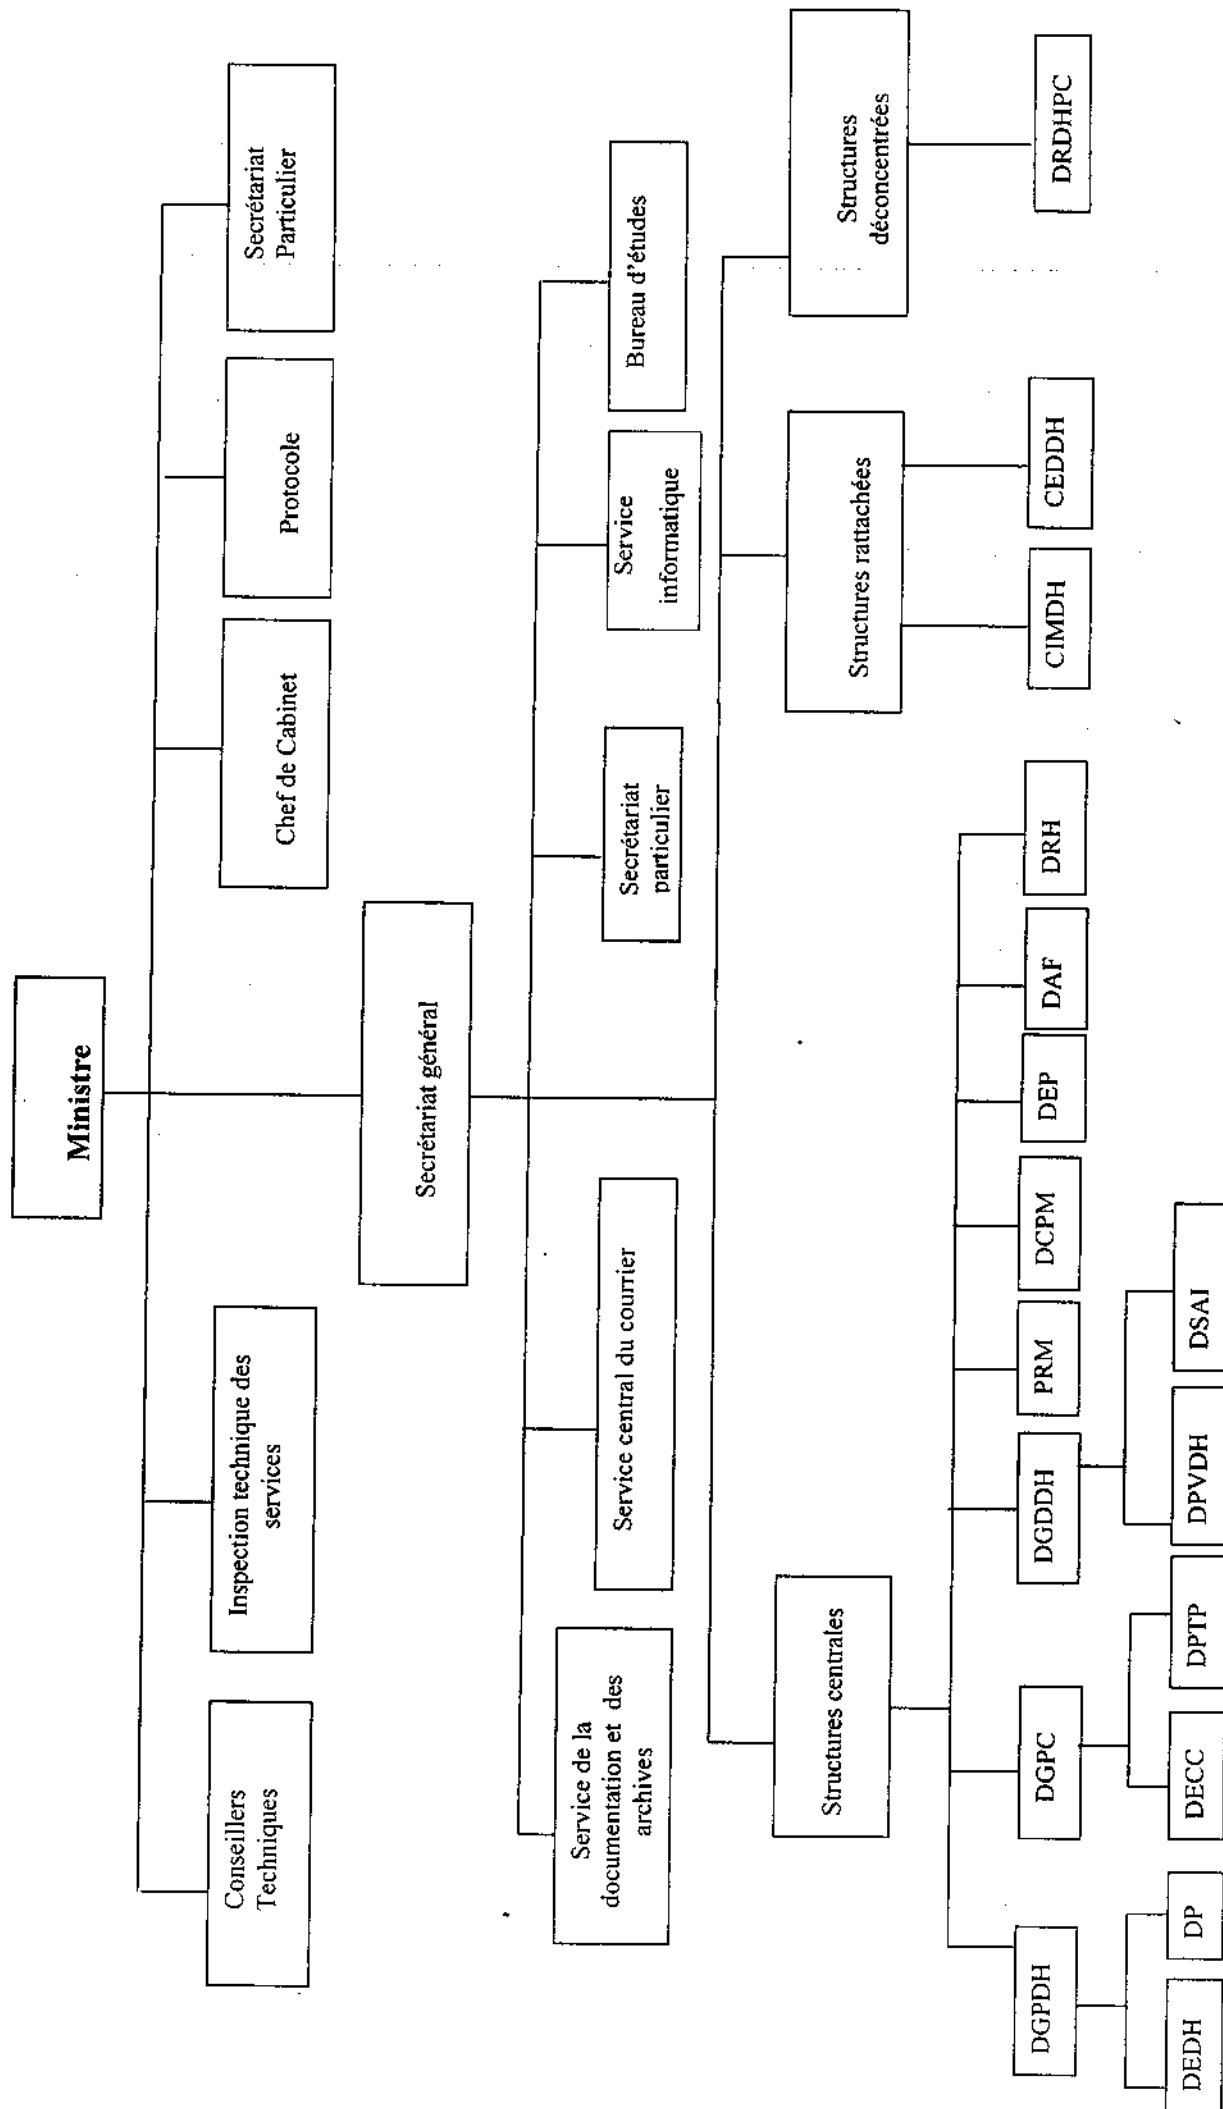 Ministre
Conseillers
Techniques
Inspection technique des
services
Chef de Cabinet
Protocole
Secrétariat
Particulier
Secrétariat général
Service de la
documentation et des
archives
Service central du courrier
Secrétariat
particulier
Service
informatique
Bureau d'études
Structures centrales
Structures rattachées
Structures
déconcentrées
DGPDH
DGPC
DGDDH
PRM
DCPM
DEP
DAF
DRH
CIMDH
CEDDH
DRDHPC
DEDH
DP
DECC
DPTP
DPVDH
DSAI